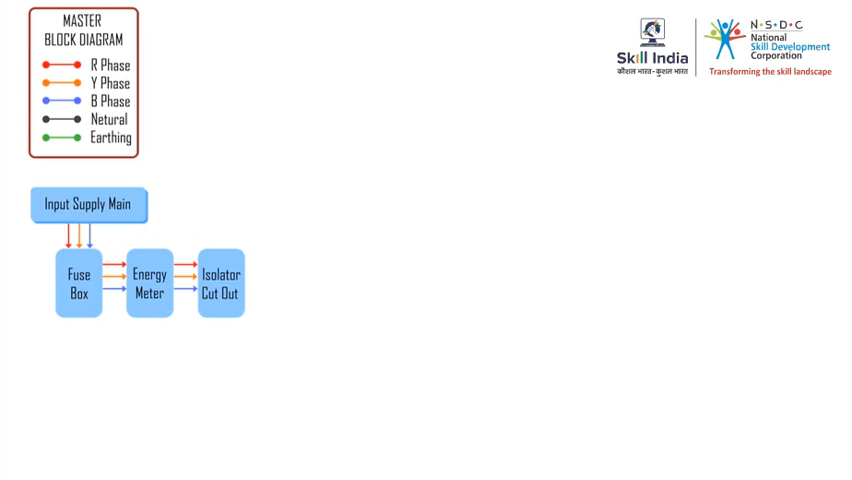 MASTER
BLOCK DIAGRAM
R Phase
Y Phase
B Phase
Netural
Earthing
Skill India
कौशल भारत - कुशल भारत
N·S·D·C
National
Skill Development
Corporation
Transforming the skill landscape
Input Supply Main
Fuse
Box
Energy
Meter
Isolator
Cut Out